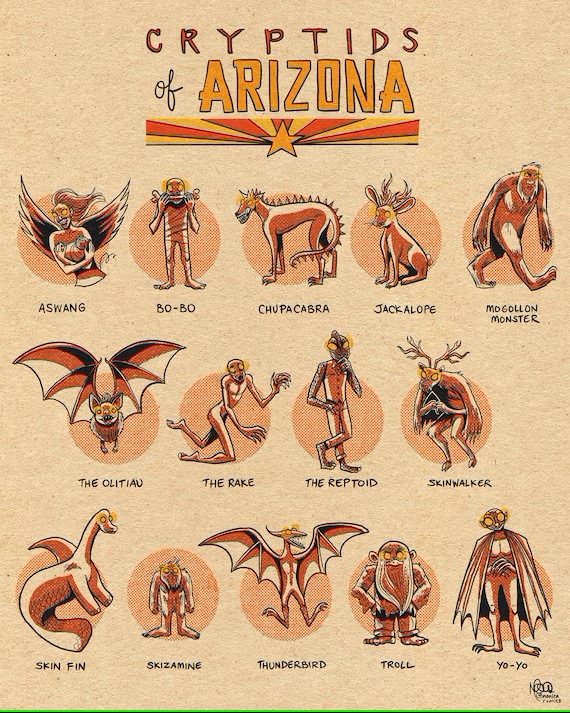 CRYPTIDS
of ARIZONA
ASWANG
BO-BO
CHUPACABRA
JACKALOPE
MOGOLLON
MONSTER
THE OLITIAU
THE RAKE
THE REPTOID
SKINWALKER
SKIN FIN
SKIZAMINE
THUNDERBIRD
TROLL
YO-YO